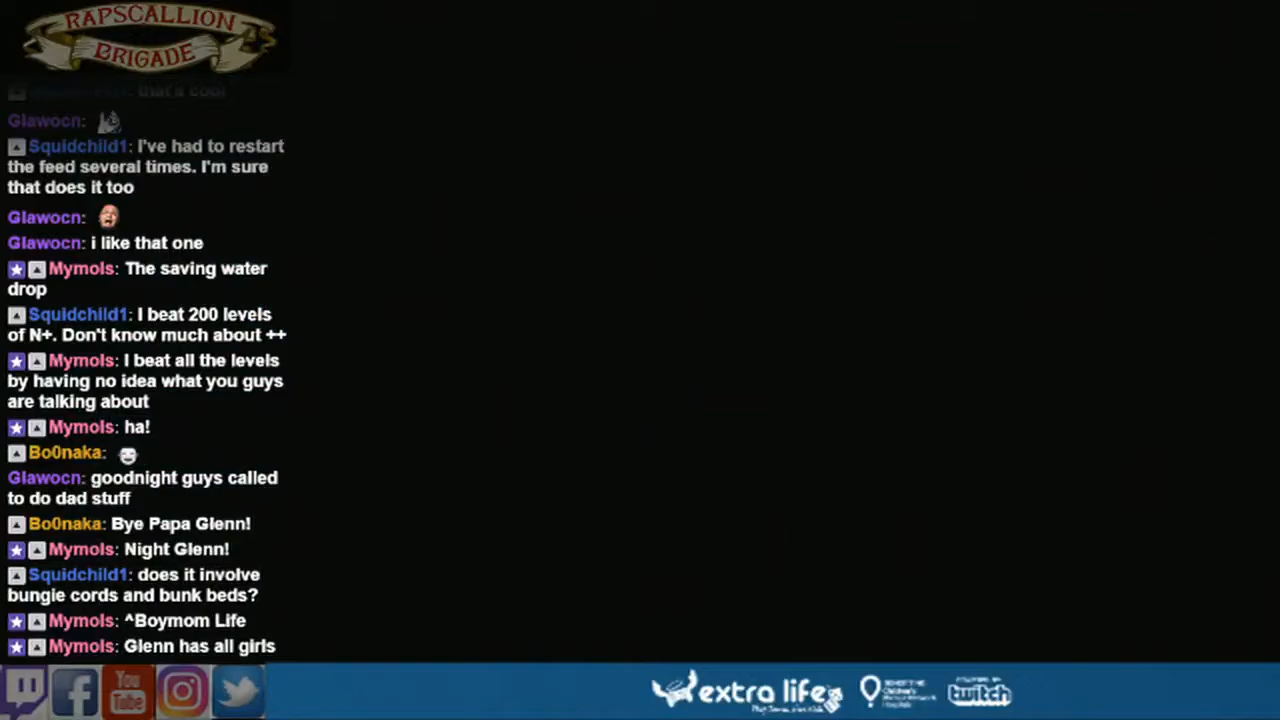 RAPSCALLION
BRIGADE
that's cool
Glawocn:
Squidchild1: I've had to restart
the feed several times. I'm sure
that does it too
Glawocn:
Glawocn: i like that one
Mymols: The saving water
drop
Squidchild1: I beat 200 levels
of N+. Don't know much about ++
Mymols: I beat all the levels
by having no idea what you guys
are talking about
Mymols: ha!
Bo0naka:
Glawocn: goodnight guys called
to do dad stuff
Bo0naka: Bye Papa Glenn!
Mymols: Night Glenn!
Squidchild1: does it involve
bungie cords and bunk beds?
Mymols: ^Boymom Life
Mymols: Glenn has all girls
You
Tube
extra life
twitch